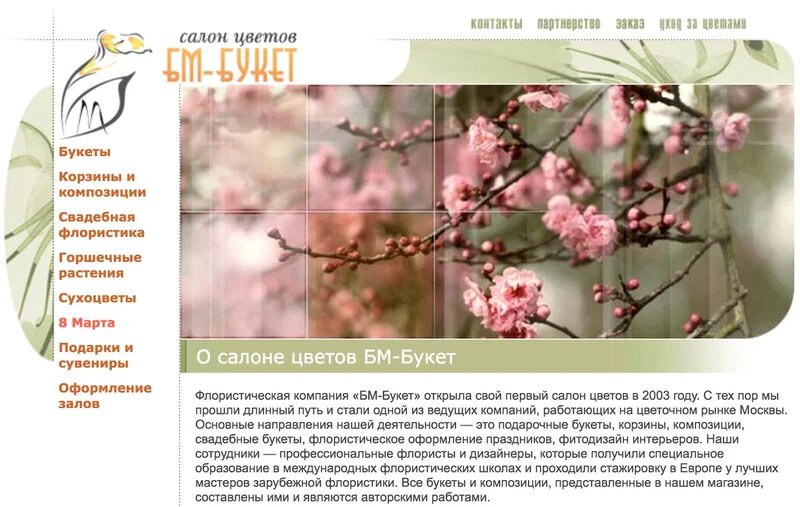 контакты партнерство заказ уход за цветами
салон цветов
БМ-БУКЕТ
Букеты
Корзины и
композиции
Свадебная
флористика
Горшечные
растения
Сухоцветы
8 Марта
Подарки и
сувениры
Оформление
залов
О салоне цветов БМ-Букет
Флористическая компания «БМ-Букет» открыла свой первый салон цветов в 2003 году. С тех пор мы
прошли длинный путь и стали одной из ведущих компаний, работающих на цветочном рынке Москвы.
Основные направления нашей деятельности — это подарочные букеты, корзины, композиции,
свадебные букеты, флористическое оформление праздников, фитодизайн интерьеров. Наши
сотрудники — профессиональные флористы и дизайнеры, которые получили специальное
образование в международных флористических школах и проходили стажировку в Европе у лучших
мастеров зарубежной флористики. Все букеты и композиции, представленные в нашем магазине,
составлены ими и являются авторскими работами.